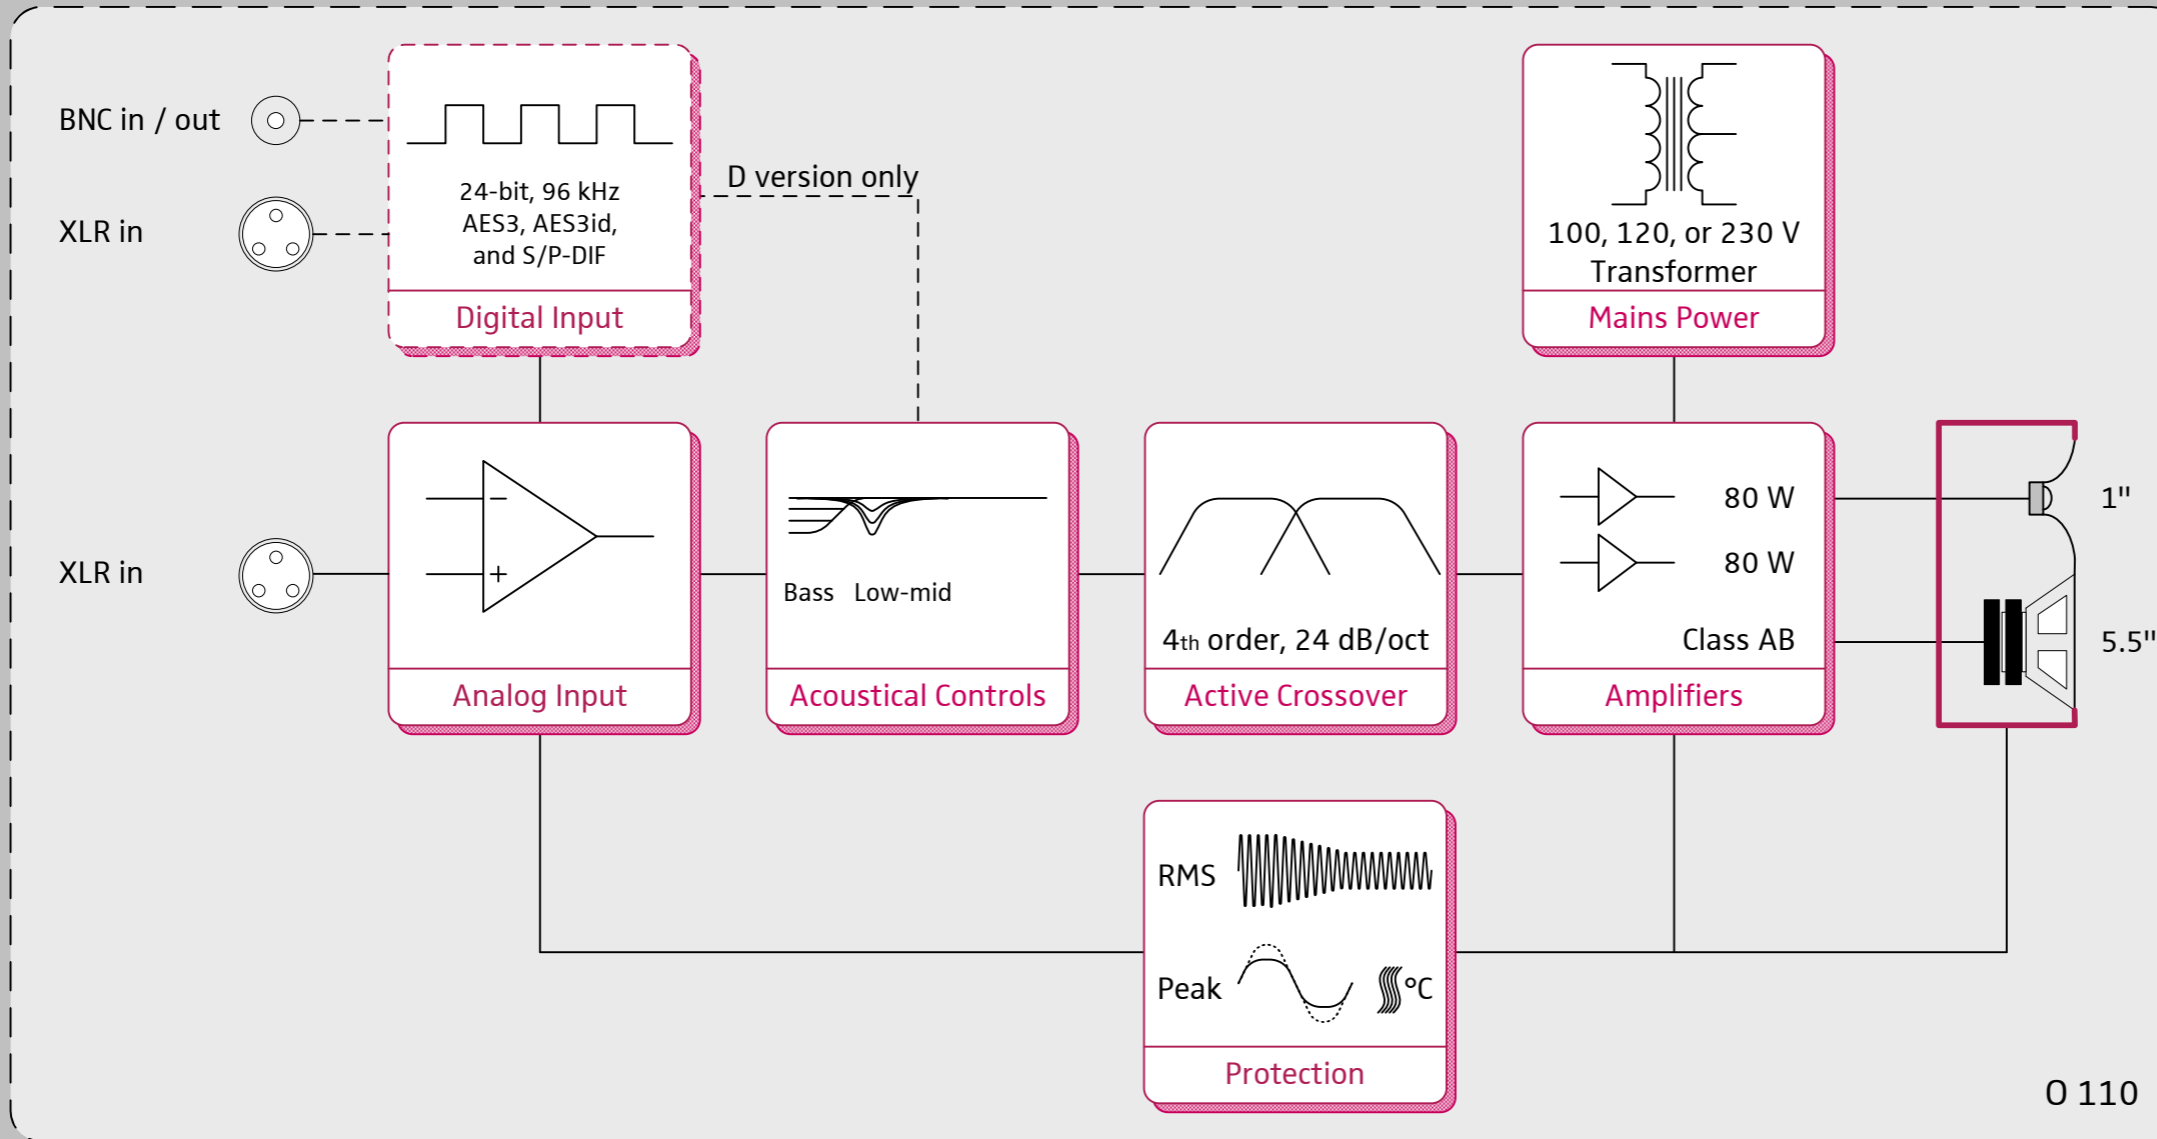 BNC in / out
XLR in
24-bit, 96 kHz
AES3, AES3id,
and S/P-DIF
Digital Input
D version only
100, 120, or 230 V
Transformer
Mains Power
XLR in
−
+
Analog Input
Bass Low-mid
Acoustical Controls
4th order, 24 dB/oct
Active Crossover
80 W
80 W
Class AB
Amplifiers
1"
5.5"
RMS
Peak °C
Protection
O 110